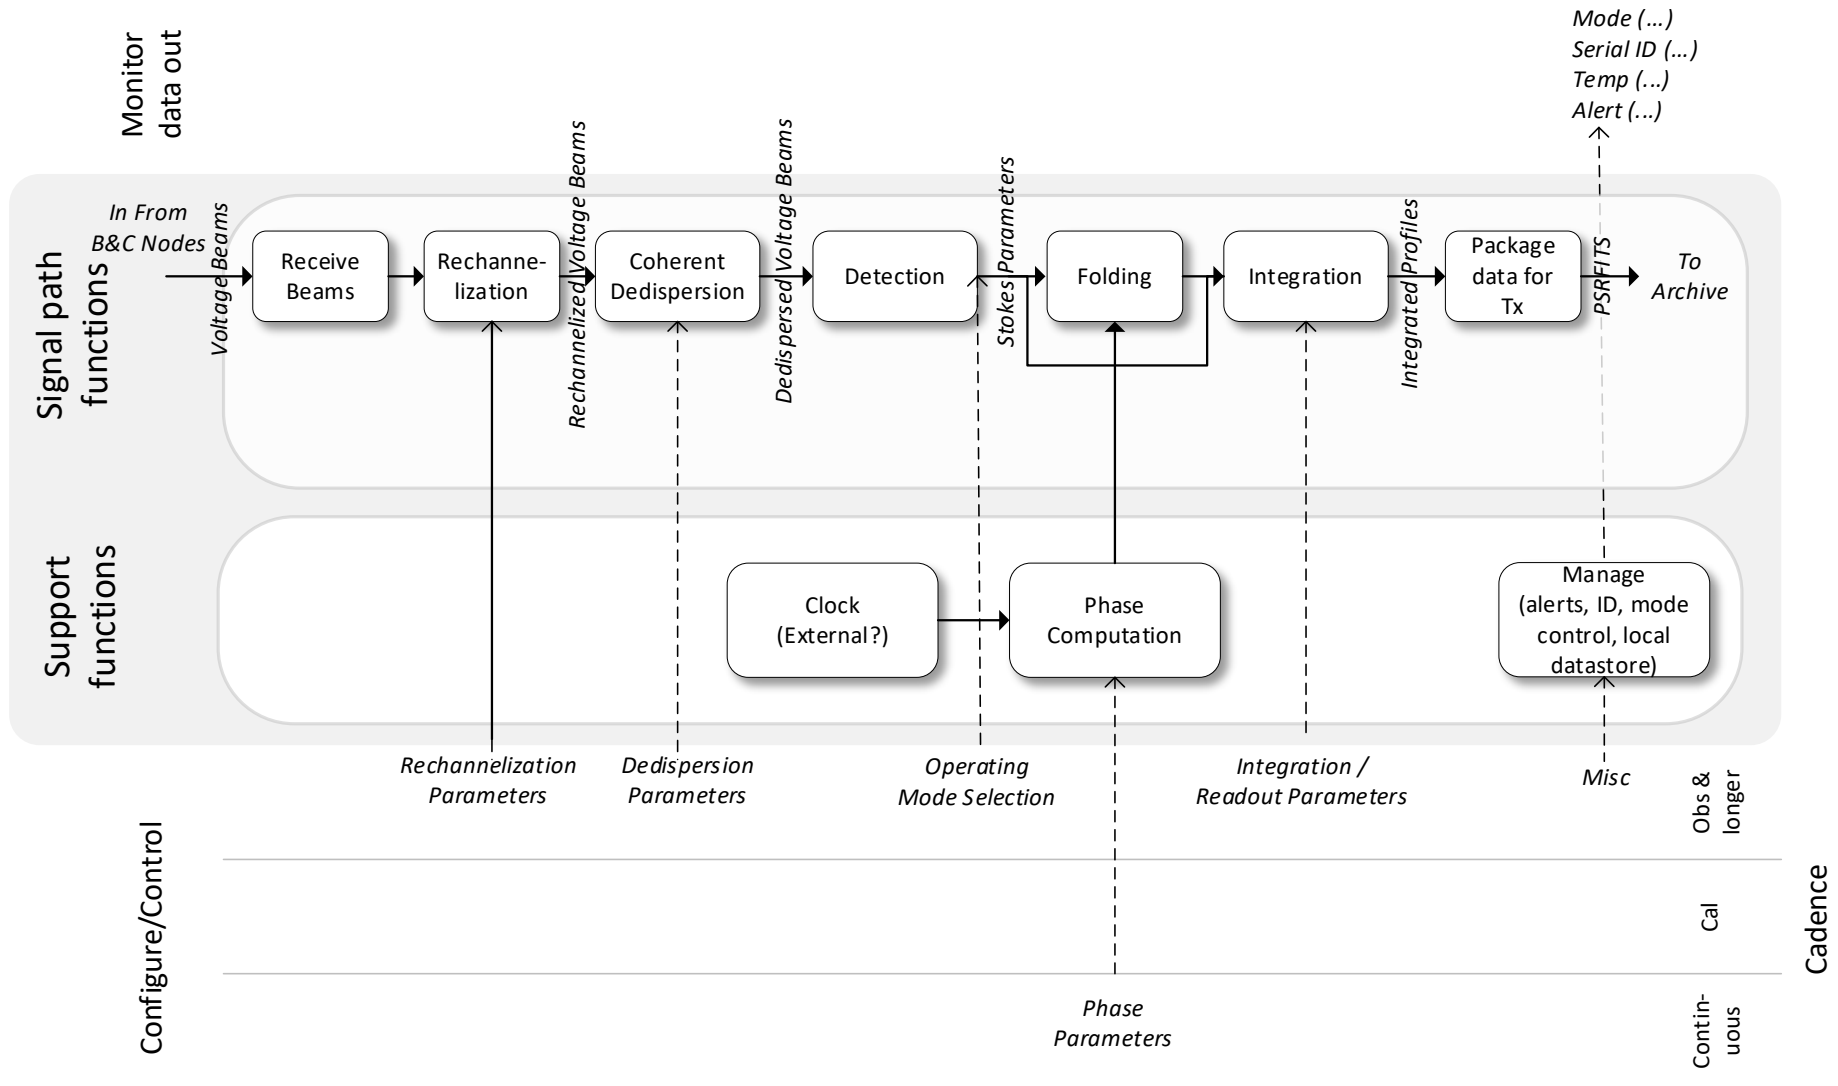 Mode (...)
Serial ID (...)
Temp (...)
Alert (...)
Monitor
data out
Signal path
functions
In From
B&C Nodes
Voltage Beams
Receive
Beams
Rechanne-
lization
Rechannelized Voltage Beams
Coherent
Dedispersion
Dedispersed Voltage Beams
Detection
Stokes Parameters
Folding
Integration
Integrated Profiles
Package
data for
Tx
PSRFITS
To
Archive
Support
functions
Clock
(External?)
Phase
Computation
Manage
(alerts, ID, mode
control, local
datastore)
Configure/Control
Rechannelization
Parameters
Dedispersion
Parameters
Operating
Mode Selection
Integration /
Readout Parameters
Misc
Obs &
longer
Cal
Cadence
Phase
Parameters
Contin-
uous